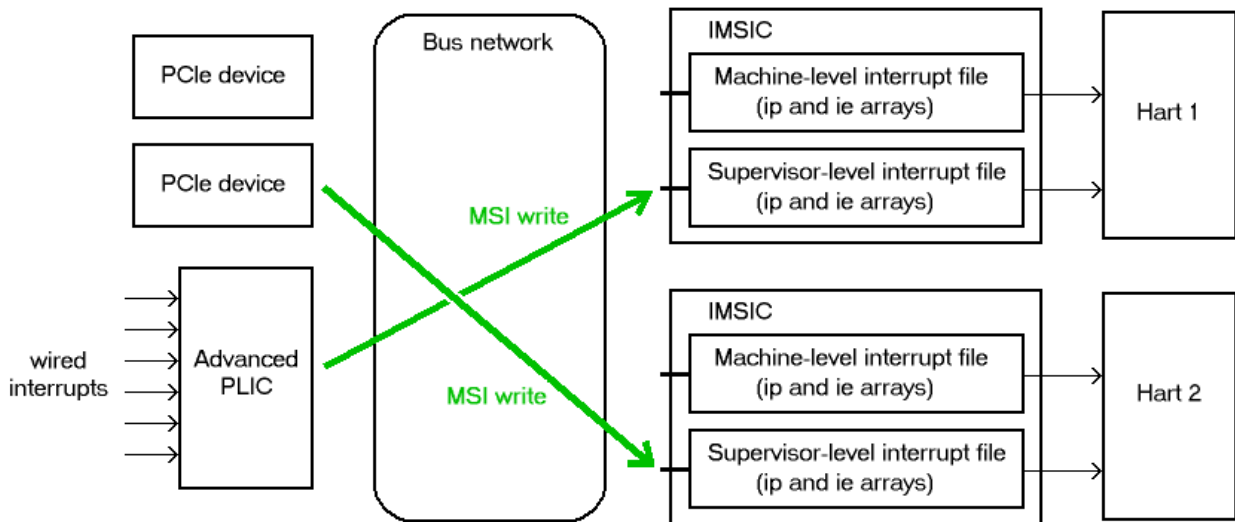 PCIe device
PCIe device
wired
interrupts
Advanced
PLIC
Bus network
MSI write
MSI write
IMSIC
Machine-level interrupt file
(ip and ie arrays)
Supervisor-level interrupt file
(ip and ie arrays)
Hart 1
IMSIC
Machine-level interrupt file
(ip and ie arrays)
Supervisor-level interrupt file
(ip and ie arrays)
Hart 2